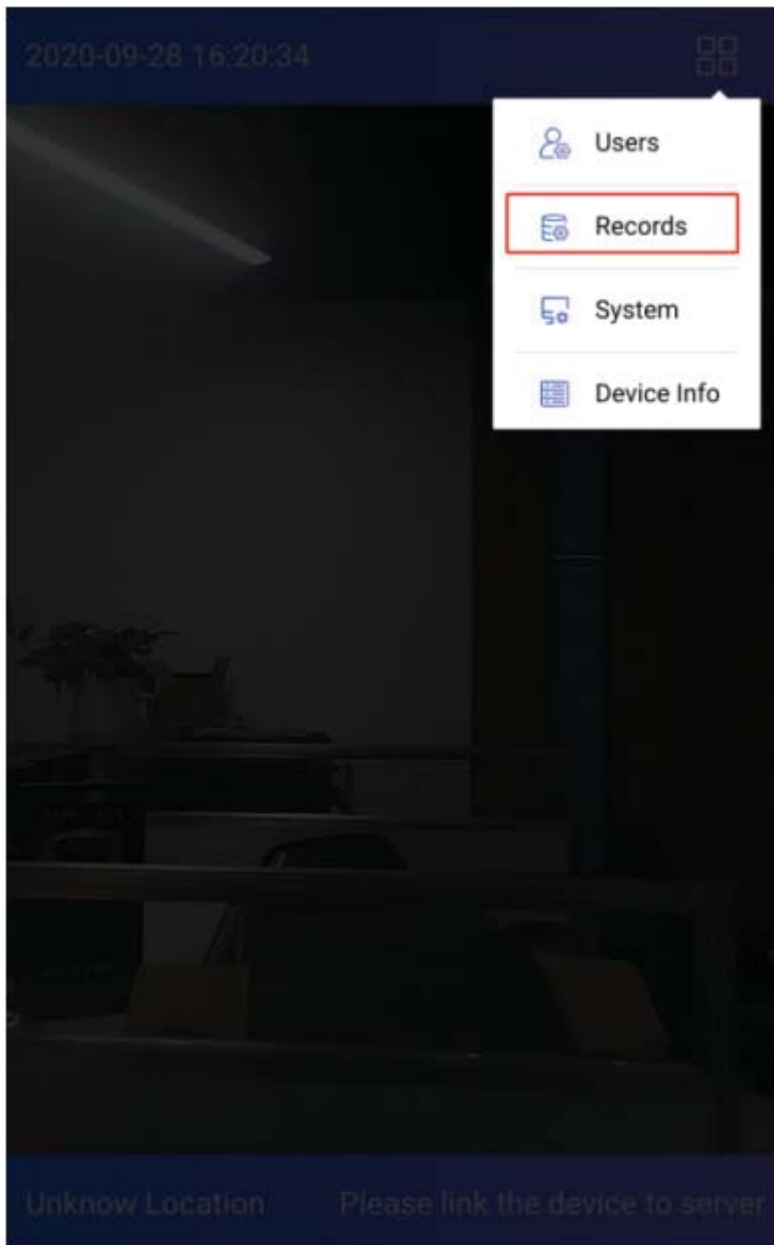 2020-09-28 16:20:34
Users
Records
System
Device Info
Unknow Location Please link the device to server